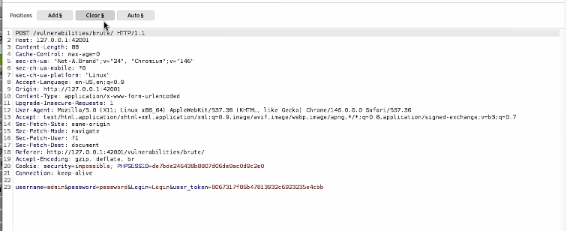 Positions Add § Clear § Auto §
1 POST /vulnerabilities/brute/ HTTP/1.1
2 Host: 127.0.0.1:42001
3 Content-Length: 88
4 Cache-Control: max-age=0
5 sec-ch-ua: "Not-A.Brand";v="24", "Chromium";v="146"
6 sec-ch-ua-mobile: ?0
7 sec-ch-ua-platform: "Linux"
8 Accept-Language: en-US,en;q=0.9
9 Origin: http://127.0.0.1:42001
10 Content-Type: application/x-www-form-urlencoded
11 Upgrade-Insecure-Requests: 1
12 User-Agent: Mozilla/5.0 (X11; Linux x86_64) AppleWebKit/537.36 (KHTML, like Gecko) Chrome/146.0.0.0 Safari/537.36
13 Accept: text/html,application/xhtml+xml,application/xml;q=0.9,image/avif,image/webp,image/apng,*/*;q=0.8,application/signed-exchange;v=b3;q=0.7
14 Sec-Fetch-Site: same-origin
15 Sec-Fetch-Mode: navigate
16 Sec-Fetch-User: ?1
17 Sec-Fetch-Dest: document
18 Referer: http://127.0.0.1:42001/vulnerabilities/brute/
19 Accept-Encoding: gzip, deflate, br
20 Cookie: security=impossible; PHPSESSID=
21 Connection: keep-alive
22
23 username=admin&password=password&Login=Login&user_token=